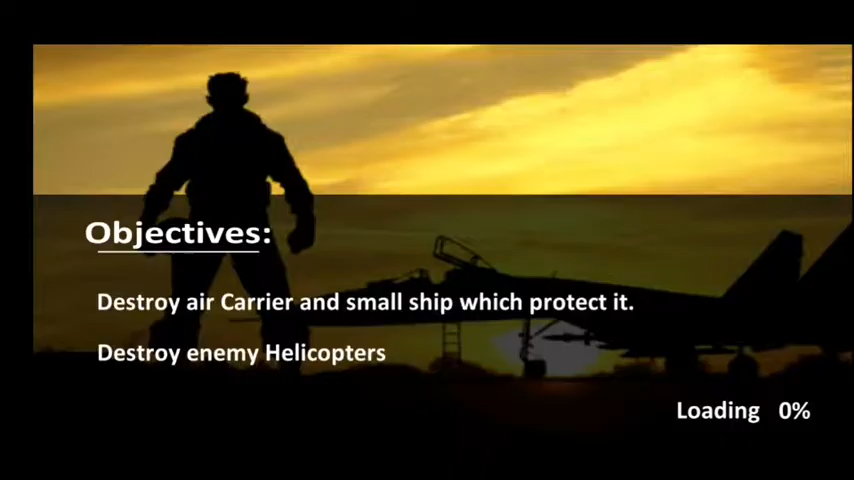 Objectives:
Destroy air Carrier and small ship which protect it.
Destroy enemy Helicopters
Loading 0%